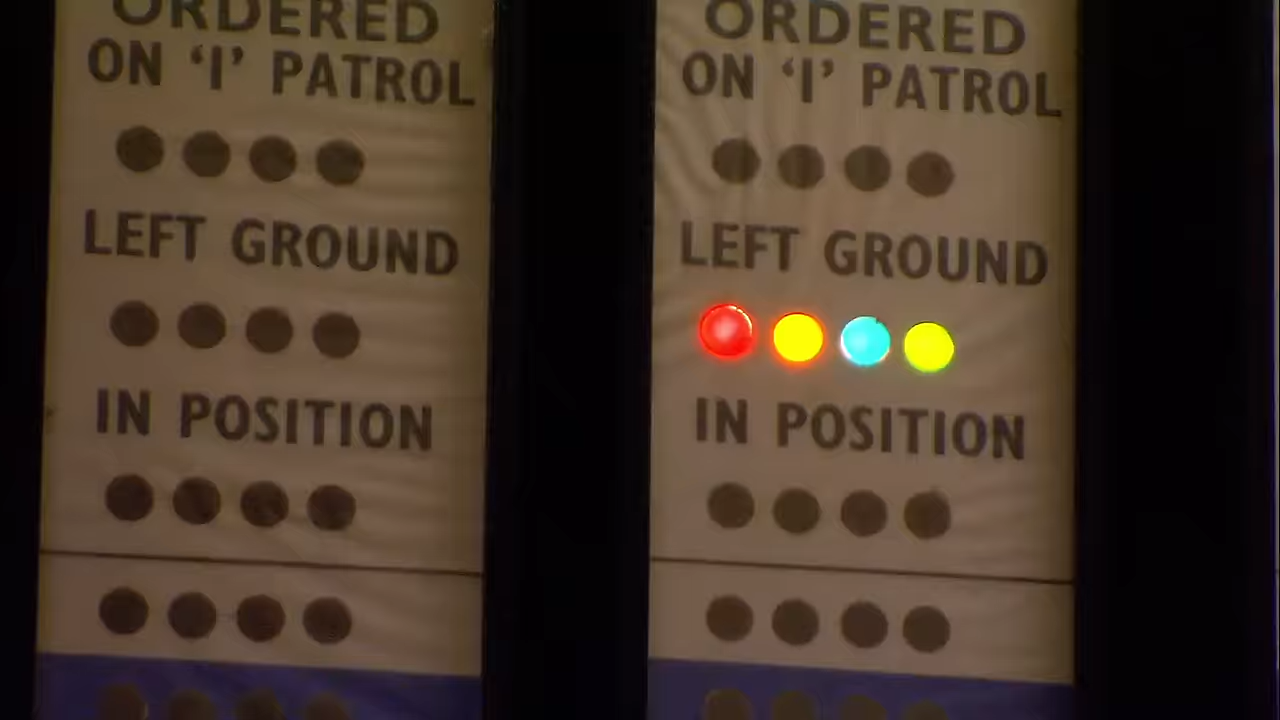 ORDERED
ON ‘I’ PATROL
LEFT GROUND
IN POSITION
ORDERED
ON ‘I’ PATROL
LEFT GROUND
IN POSITION